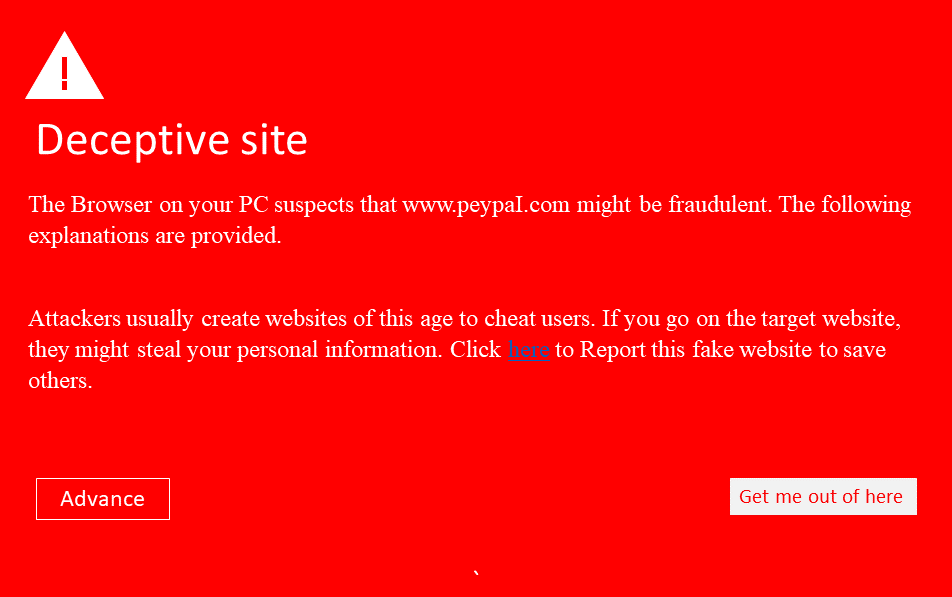 !
Deceptive site
The Browser on your PC suspects that www.peypaI.com might be fraudulent. The following
explanations are provided.
Attackers usually create websites of this age to cheat users. If you go on the target website,
they might steal your personal information. Click here to Report this fake website to save
others.
Advance
Get me out of here
`